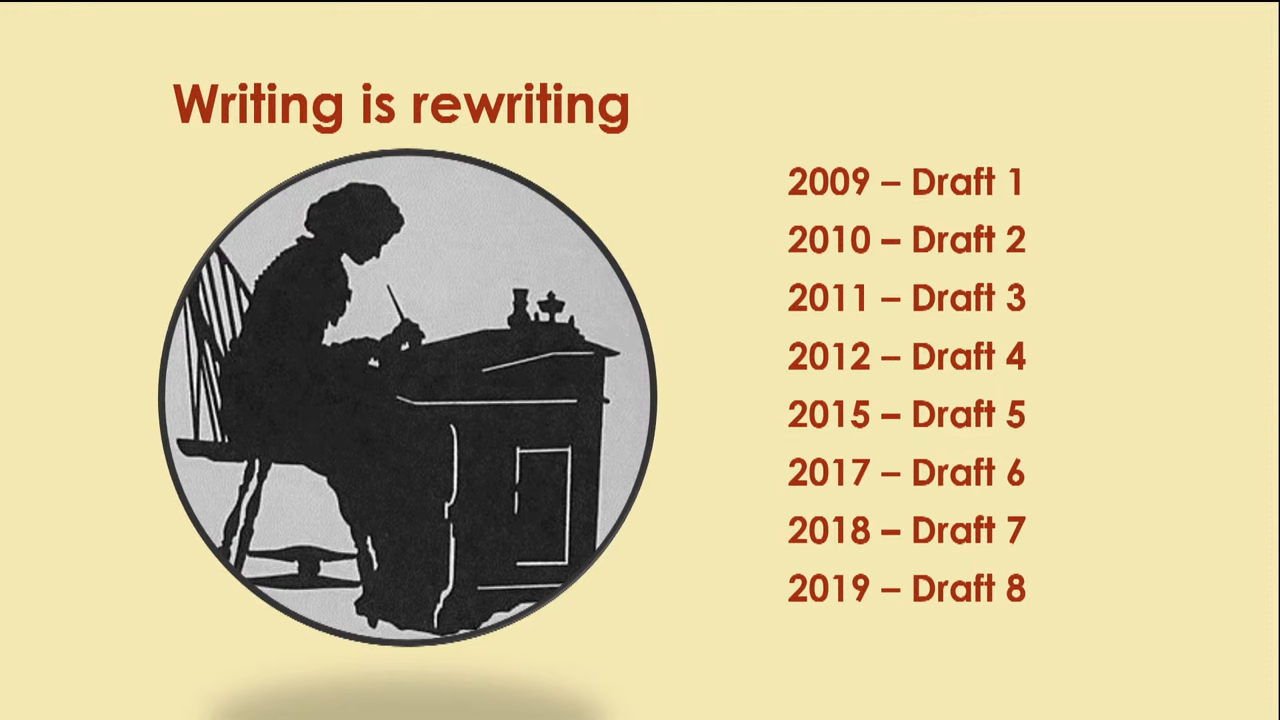 Writing is rewriting
2009 – Draft 1
2010 – Draft 2
2011 – Draft 3
2012 – Draft 4
2015 – Draft 5
2017 – Draft 6
2018 – Draft 7
2019 – Draft 8